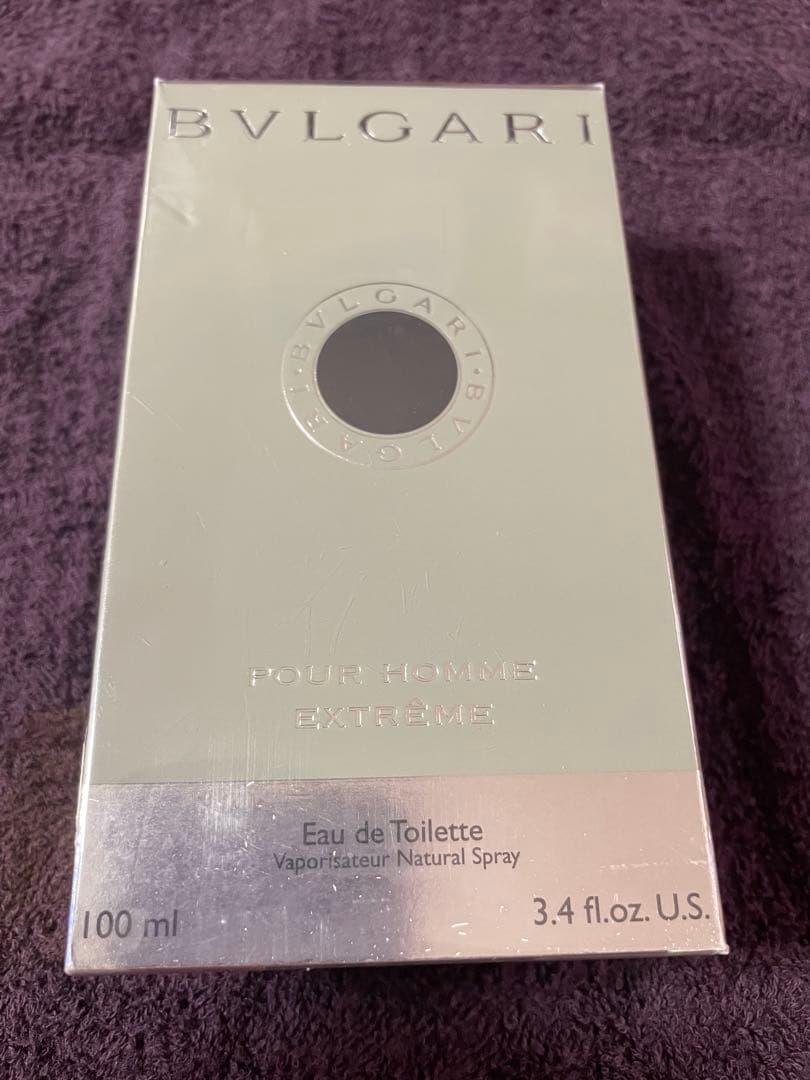 BVLGARI
BVLGARI · BVLGARI ·
POUR HOMME
EXTRÊME
Eau de Toilette
Vaporisateur Natural Spray
100 ml
3.4 fl.oz. U.S.